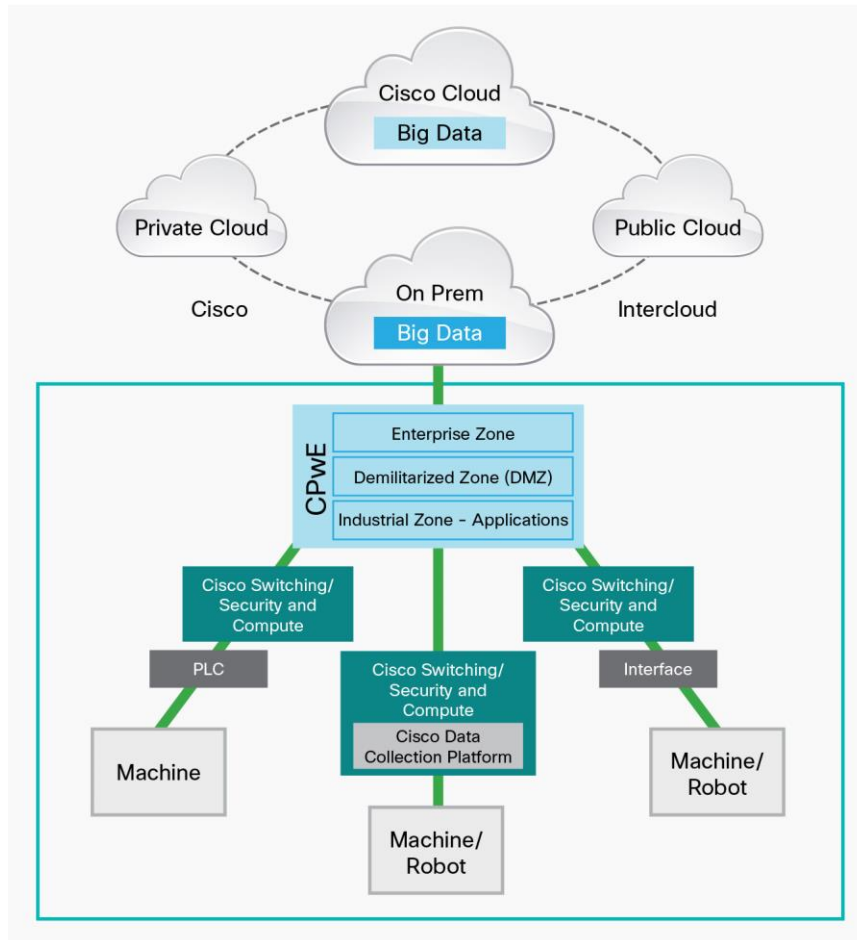 Cisco Cloud
Big Data
Private Cloud
Public Cloud
On Prem
Cisco
Intercloud
Big Data
CPwE
Enterprise Zone
Demilitarized Zone (DMZ)
Industrial Zone - Applications
Cisco Switching/
Security and
Compute
Cisco Switching/
Security and
Compute
PLC
Cisco Switching/
Security and
Compute
Interface
Cisco Data
Collection Platform
Machine
Machine/
Robot
Machine/
Robot